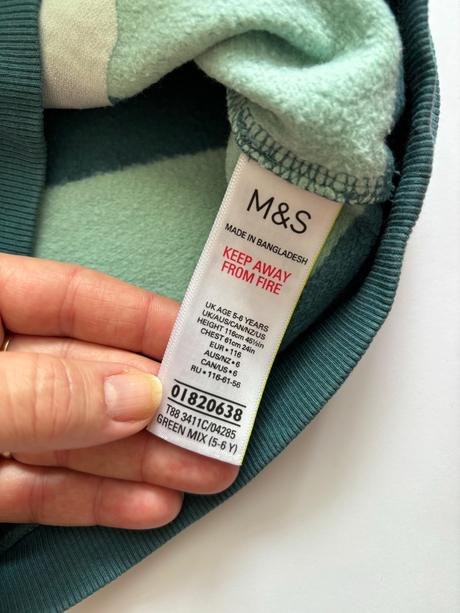 M&S
MADE IN BANGLADESH
KEEP AWAY
FROM FIRE
UK AGE 5-6 YEARS
UK/AUS/CAN/NZ/US
HEIGHT 116cm 45½in
CHEST 61cm 24in
EUR•116
AUS/NZ•6
CAN/US•6
RU•116-61-56
01820638
T88 3411C/04285
GREEN MIX (5-6 Y)